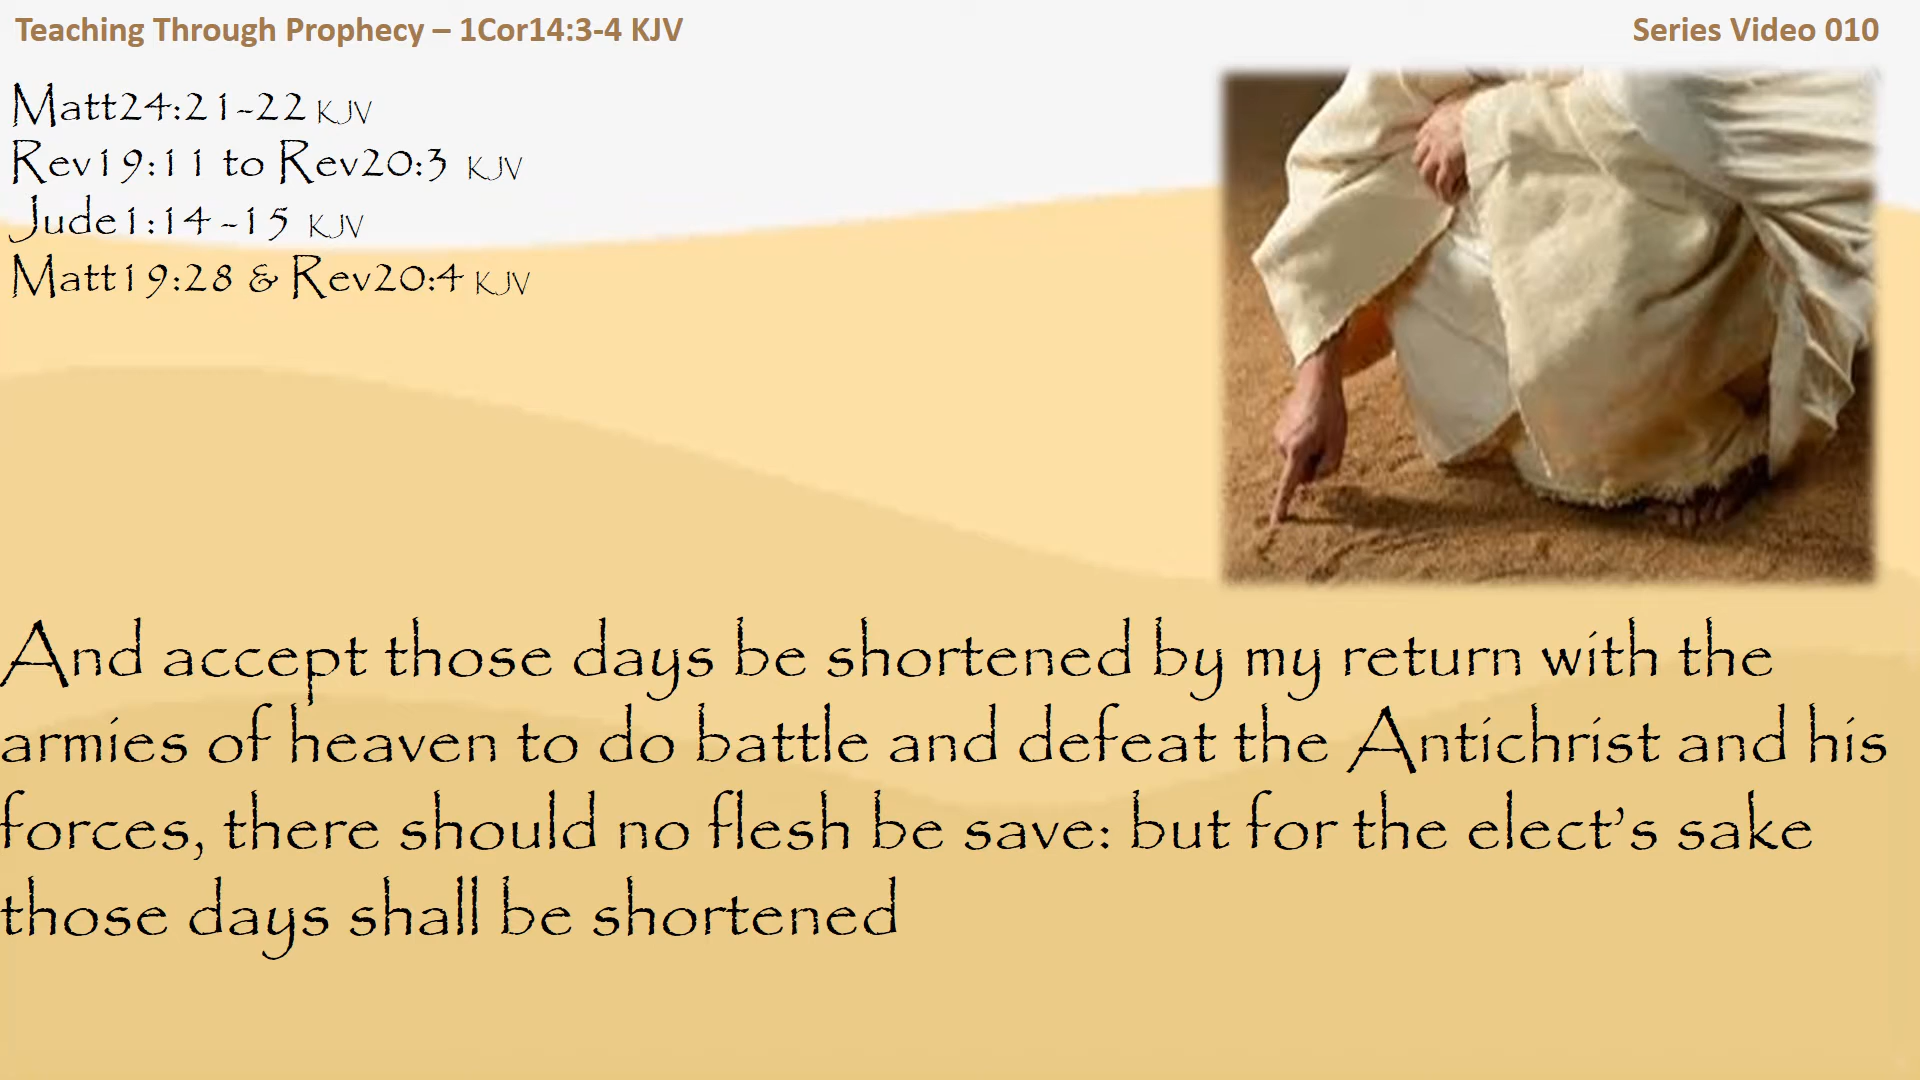 Teaching Through Prophecy – 1Cor14:3-4 KJV
Series Video 010
Matt24:21-22 KJV
Rev19:11 to Rev20:3 KJV
Jude1:14-15 KJV
Matt19:28 & Rev20:4 KJV
And accept those days be shortened by my return with the
armies of heaven to do battle and defeat the Antichrist and his
forces, there should no flesh be save: but for the elect’s sake
those days shall be shortened